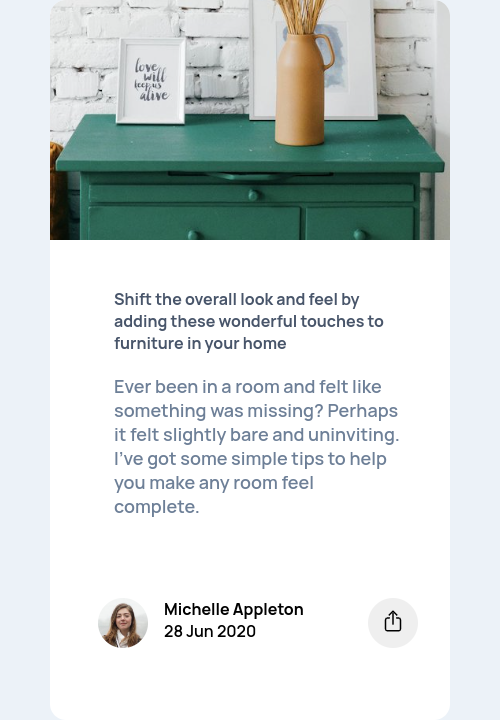 love
will
keep us
alive
Shift the overall look and feel by
adding these wonderful touches to
furniture in your home
Ever been in a room and felt like
something was missing? Perhaps
it felt slightly bare and uninviting.
I’ve got some simple tips to help
you make any room feel
complete.
Michelle Appleton
28 Jun 2020